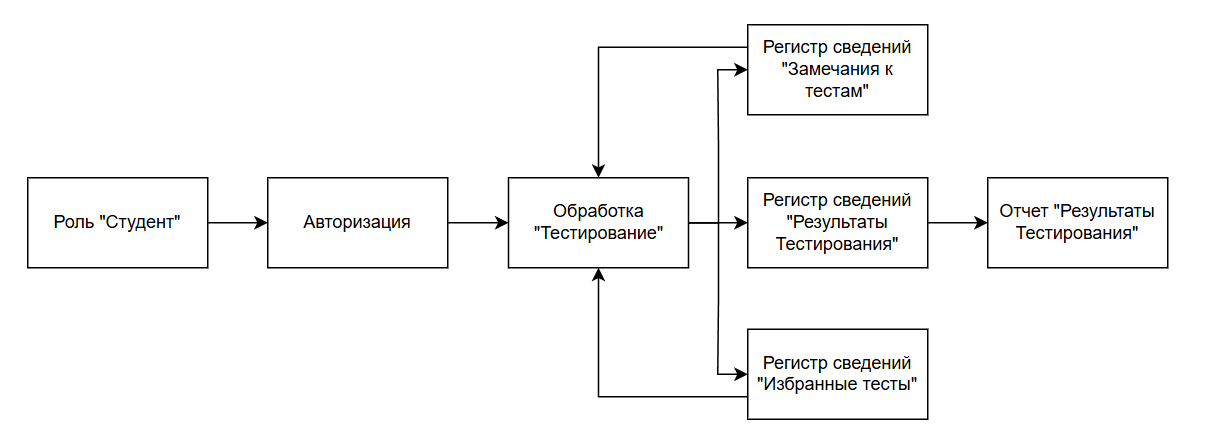 Регистр сведений
"Замечания к
тестам"
Роль "Студент"
Авторизация
Обработка
"Тестирование"
Регистр сведений
"Результаты
Тестирования"
Отчет "Результаты
Тестирования"
Регистр сведений
"Избранные тесты"